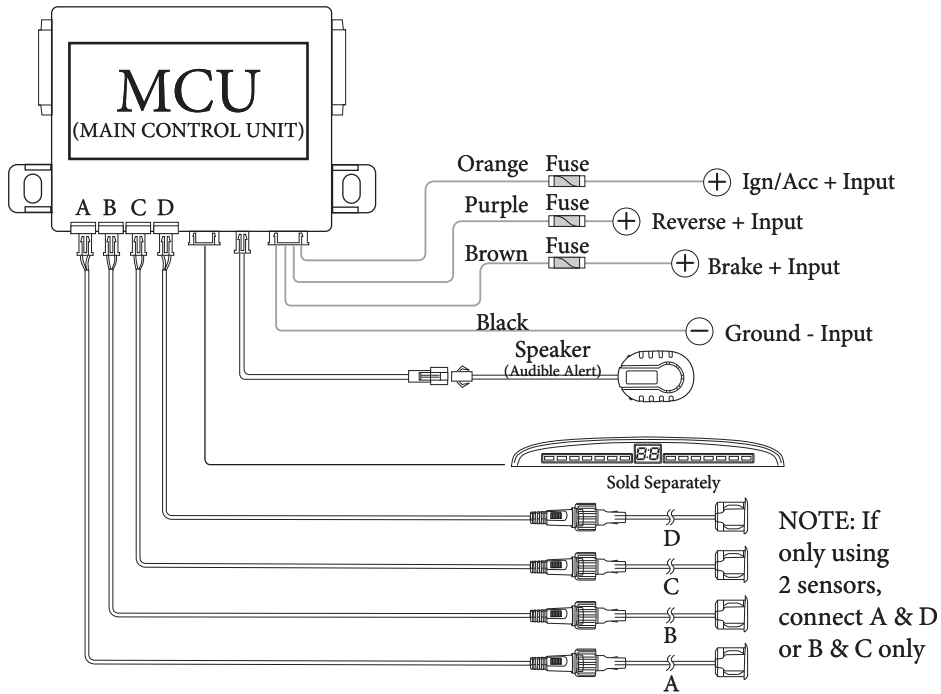 MCU
(MAIN CONTROL UNIT)
A B C D
Orange Fuse
Ign/Acc + Input
Purple Fuse
Reverse + Input
Brown Fuse
Brake + Input
Black
Ground - Input
Speaker
(Audible Alert)
88
Sold Separately
D
C
B
A
NOTE: If
only using
2 sensors,
connect A & D
or B & C only